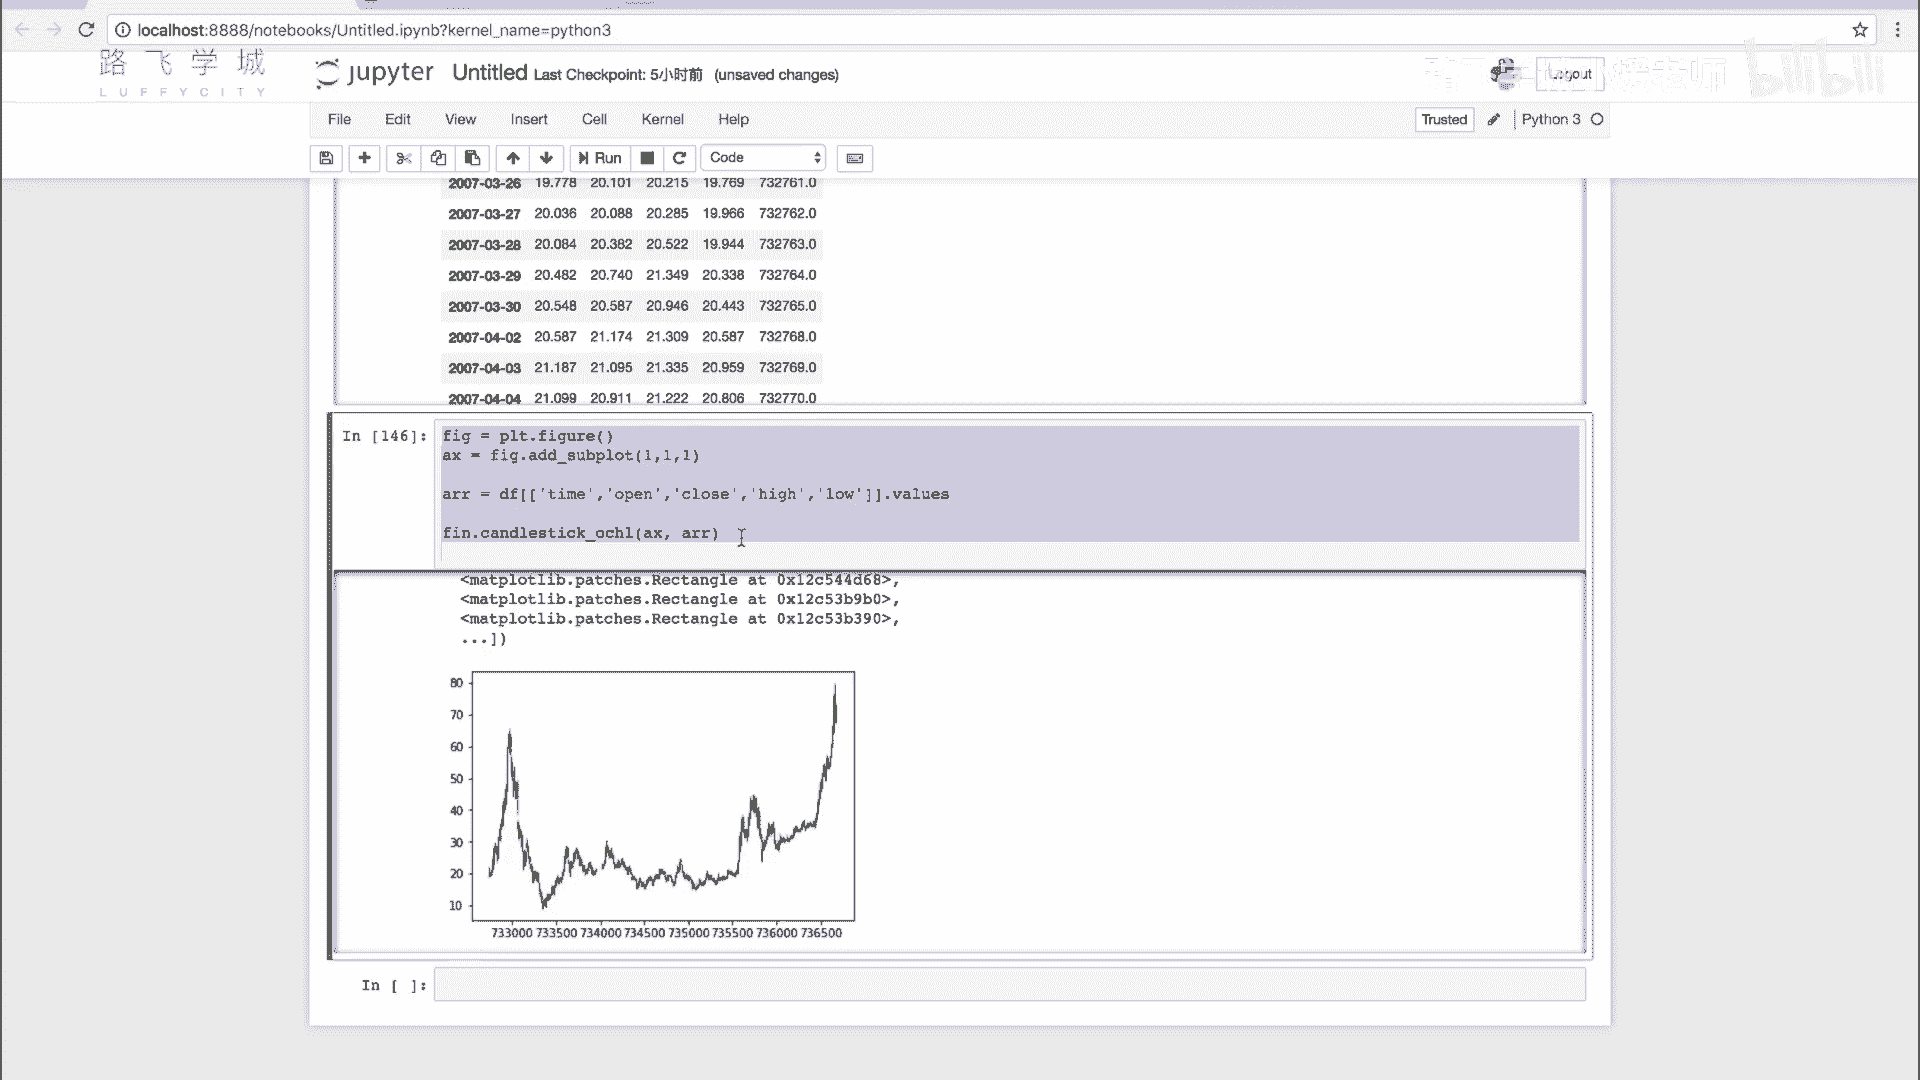 localhost:8888/notebooks/Untitled.ipynb?kernel_name=python3
路飞学城
LUFFYCITY
jupyter Untitled Last Checkpoint: 5小时前 (unsaved changes)
Logout
老师
bilibili
File Edit View Insert Cell Kernel Help
Trusted Python 3
Run Code
2007-03-26 19.778 20.101 20.215 19.769 732761.0
2007-03-27 20.036 20.088 20.285 19.966 732762.0
2007-03-28 20.084 20.382 20.522 19.944 732763.0
2007-03-29 20.482 20.740 21.349 20.338 732764.0
2007-03-30 20.548 20.587 20.946 20.443 732765.0
2007-04-02 20.587 21.174 21.309 20.587 732768.0
2007-04-03 21.187 21.095 21.335 20.959 732769.0
2007-04-04 21.099 20.911 21.222 20.806 732770.0
In [146]:
fig = plt.figure()
ax = fig.add_subplot(1,1,1)
arr = df[['time','open','close','high','low']].values
fin.candlestick_ochl(ax, arr)
<matplotlib.patches.Rectangle at 0x12c544d68>,
<matplotlib.patches.Rectangle at 0x12c53b9b0>,
<matplotlib.patches.Rectangle at 0x12c53b390>,
...])
80
70
60
50
40
30
20
10
733000 733500 734000 734500 735000 735500 736000 736500
In [ ]: